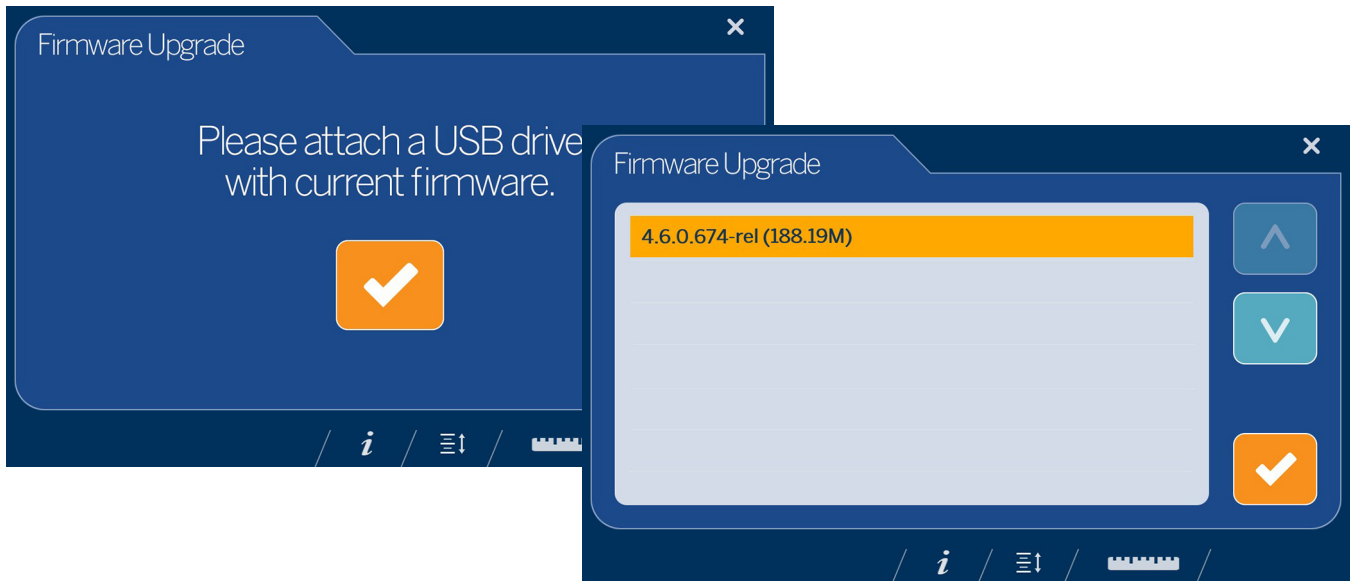 Firmware Upgrade
Please attach a USB drive
with current firmware.
i
Firmware Upgrade
4.6.0.674-rel (188.19M)
i